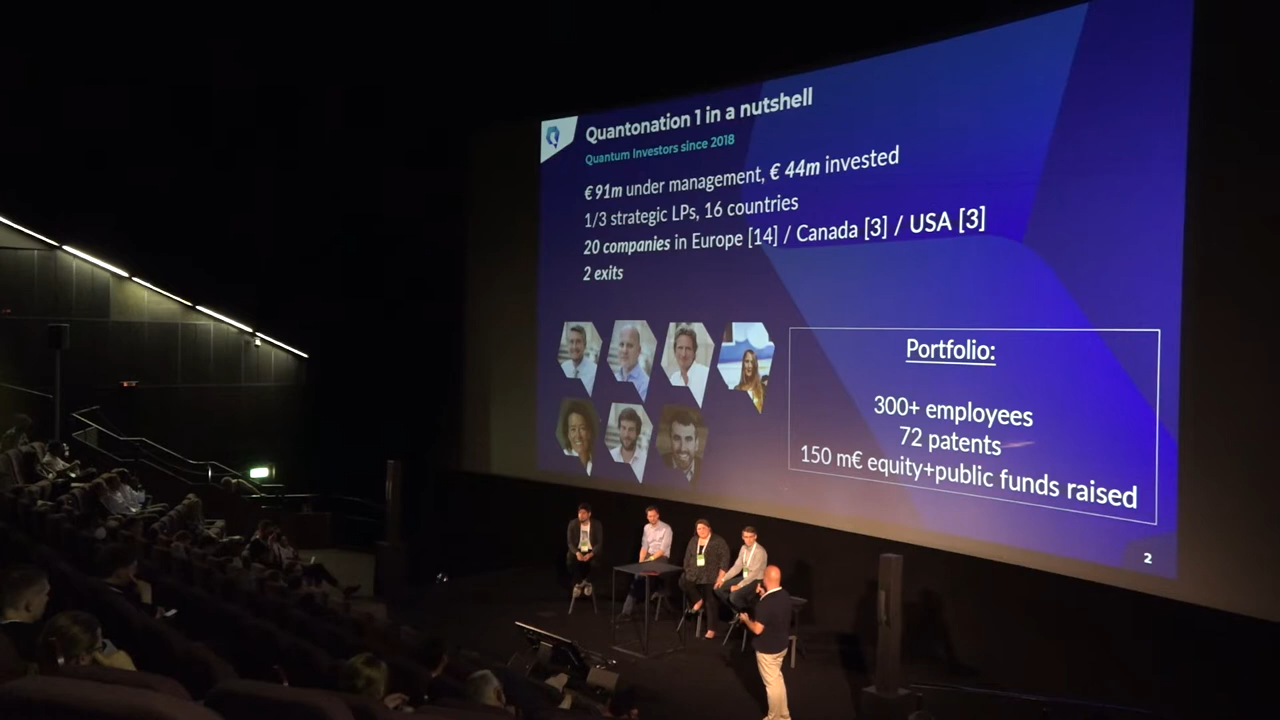 Quantonation 1 in a nutshell
Quantum Investors since 2018
€ 91m under management, € 44m invested
1/3 strategic LPs, 16 countries
20 companies in Europe [14] / Canada [3] / USA [3]
2 exits
Portfolio:
300+ employees
72 patents
150 m€ equity+public funds raised
2